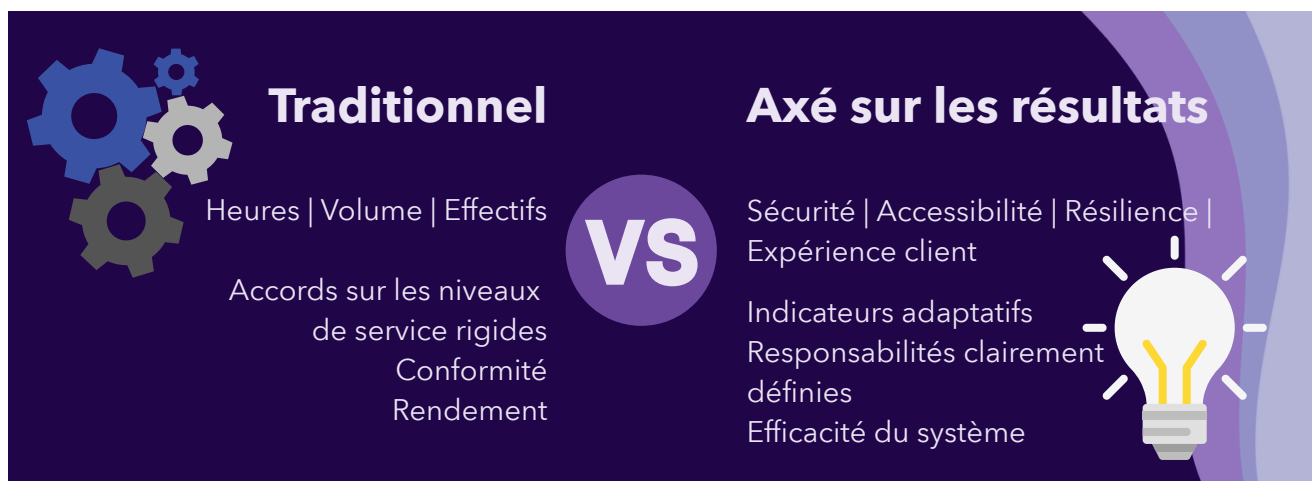 Traditionnel
Heures | Volume | Effectifs
Accords sur les niveaux
de service rigides
Conformité
Rendement
VS
Axé sur les résultats
Sécurité | Accessibilité | Résilience |
Expérience client
Indicateurs adaptatifs
Responsabilités clairement
définies
Efficacité du système